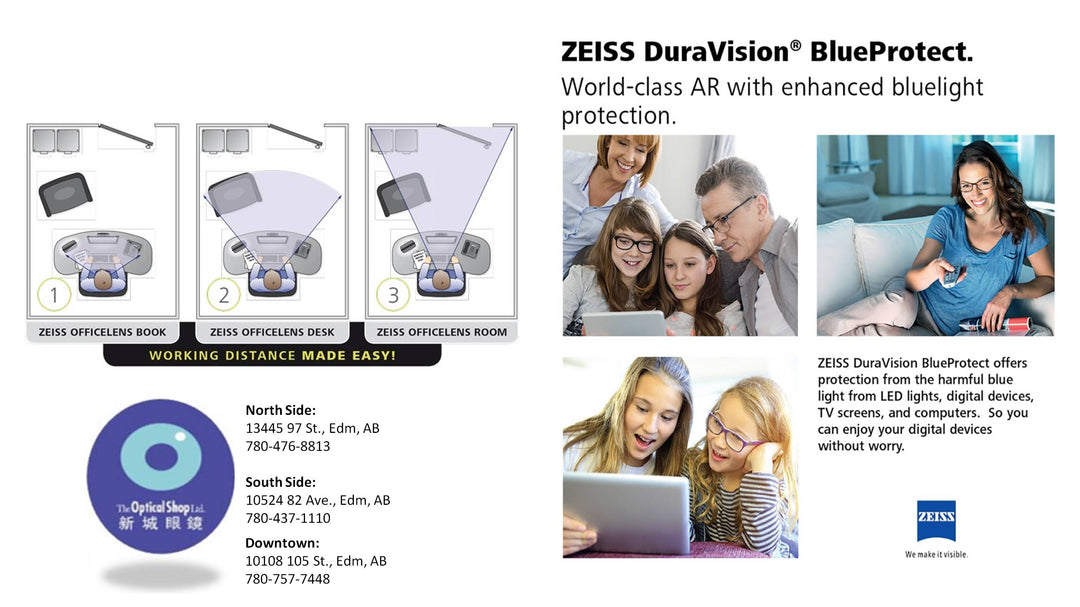 ZEISS DuraVision® BlueProtect.
World-class AR with enhanced bluelight
protection.
1
2
3
ZEISS OFFICELENS BOOK
ZEISS OFFICELENS DESK
ZEISS OFFICELENS ROOM
WORKING DISTANCE MADE EASY!
The Optical Shop Ltd.
新城眼鏡
North Side:
13445 97 St., Edm, AB
780-476-8813
South Side:
10524 82 Ave., Edm, AB
780-437-1110
Downtown:
10108 105 St., Edm, AB
780-757-7448
ZEISS DuraVision BlueProtect offers
protection from the harmful blue
light from LED lights, digital devices,
TV screens, and computers. So you
can enjoy your digital devices
without worry.
ZEISS
We make it visible.